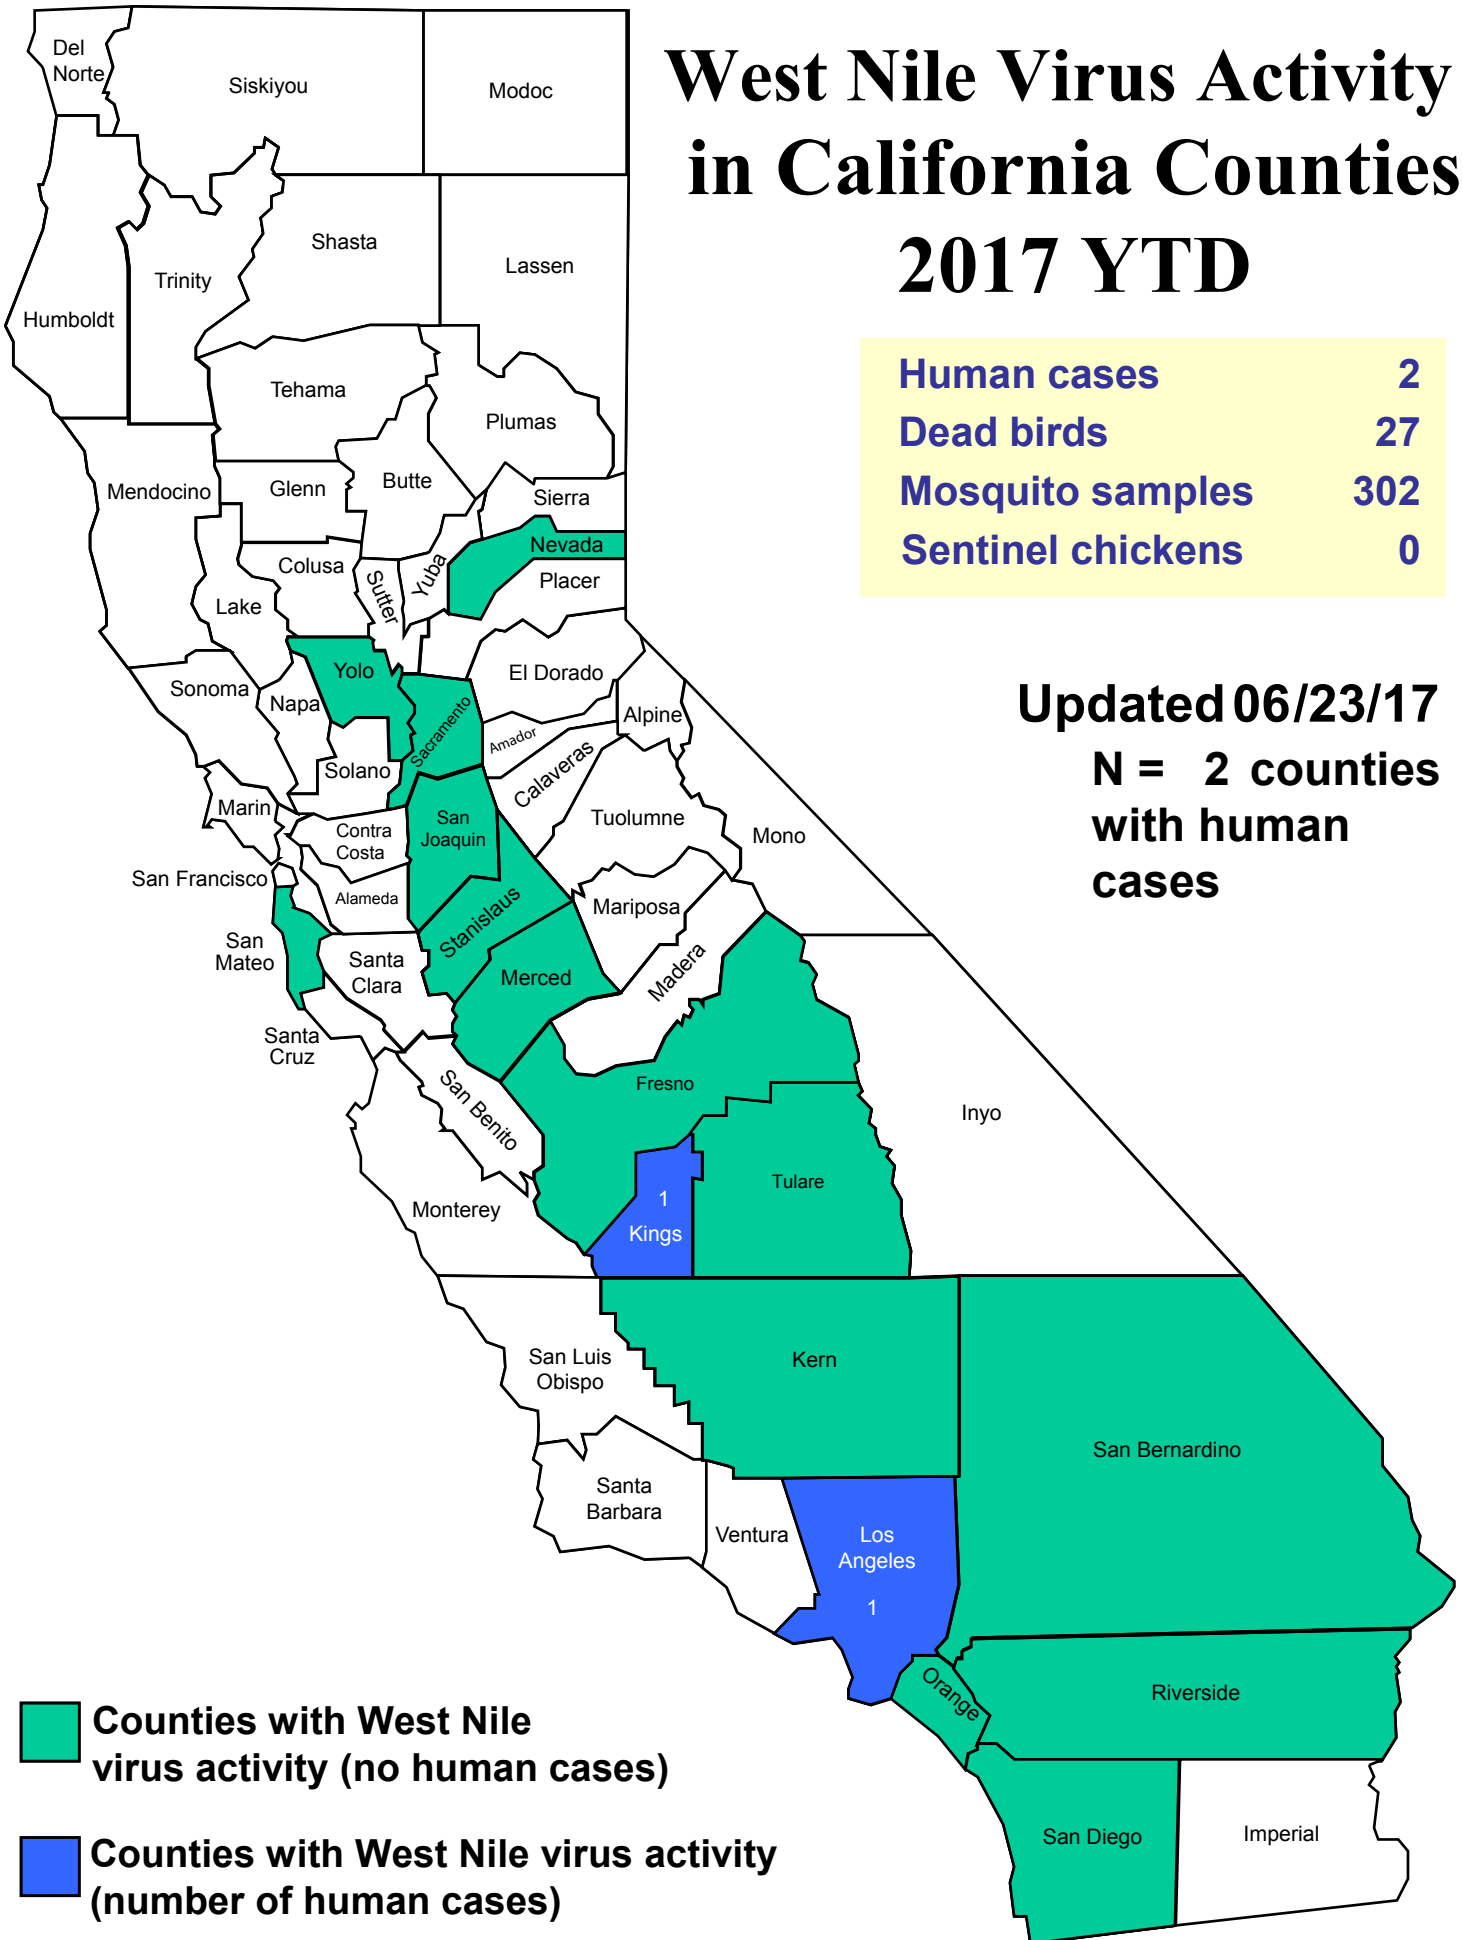 West Nile Virus Activity
in California Counties
2017 YTD
Human cases 2
Dead birds 27
Mosquito samples 302
Sentinel chickens 0
Updated 06/23/17
N = 2 counties
with human
cases
Del
Norte
Siskiyou
Modoc
Shasta
Lassen
Trinity
Humboldt
Tehama
Plumas
Mendocino
Glenn
Butte
Sierra
Nevada
Colusa
Sutter
Yuba
Placer
Lake
Yolo
El Dorado
Sonoma
Napa
Sacramento
Alpine
Amador
Solano
Calaveras
Marin
Contra
Costa
San
Joaquin
Tuolumne
Mono
San Francisco
Alameda
Stanislaus
Mariposa
San
Mateo
Santa
Clara
Merced
Madera
Santa
Cruz
Fresno
San Benito
Inyo
Monterey
1
Kings
Tulare
San Luis
Obispo
Kern
San Bernardino
Santa
Barbara
Ventura
Los
Angeles
1
Orange
Riverside
San Diego
Imperial
Counties with West Nile
virus activity (no human cases)
Counties with West Nile virus activity
(number of human cases)